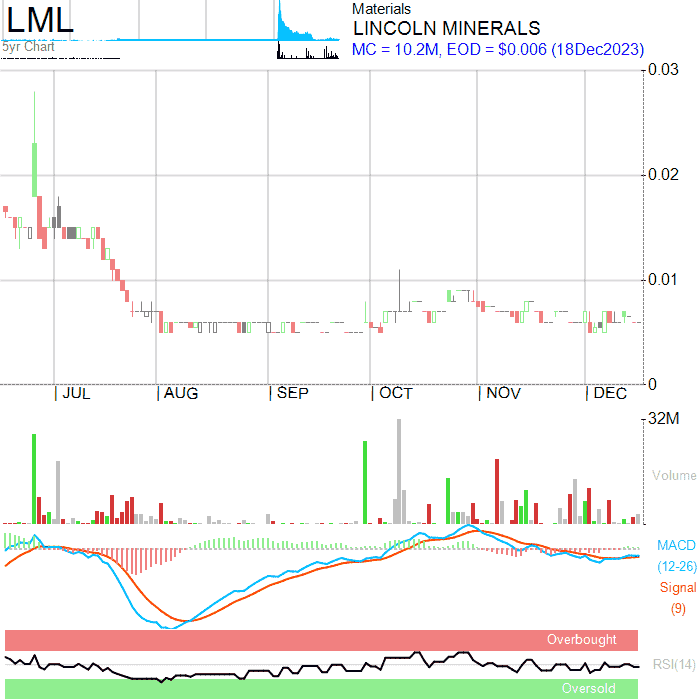 LML
5yr Chart
Materials
LINCOLN MINERALS
MC = 10.2M, EOD = $0.006 (18Dec2023)
0.03
0.02
0.01
0
JUL AUG SEP OCT NOV DEC
32M
Volume
MACD
(12-26)
Signal
(9)
Overbought
RSI(14)
Oversold